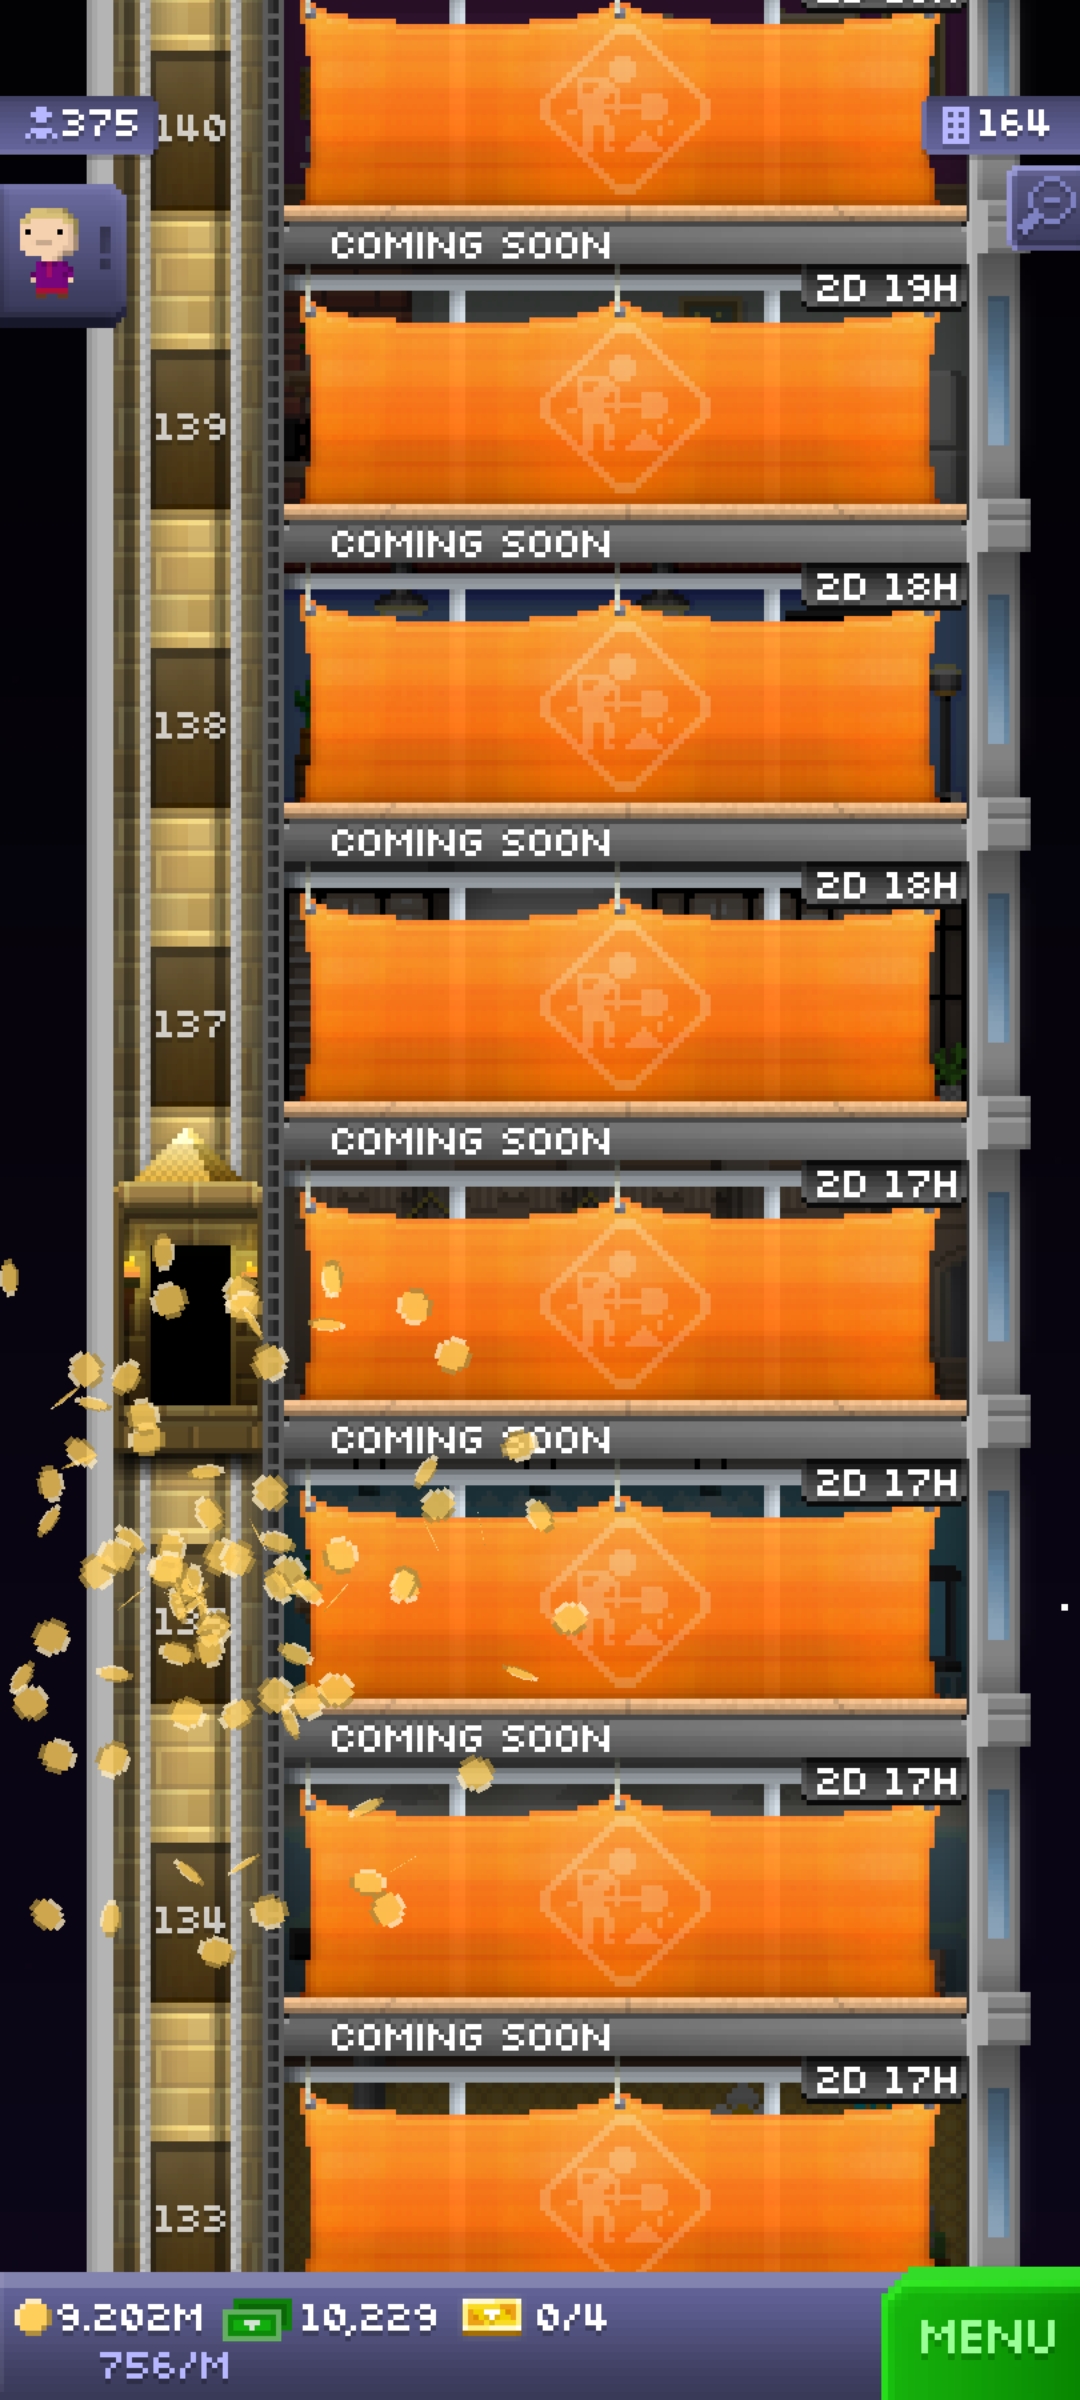 375
140
164
COMING SOON
2D 19H
139
COMING SOON
2D 18H
138
COMING SOON
2D 18H
137
COMING SOON
2D 17H
COMING SOON
2D 17H
COMING SOON
2D 17H
134
COMING SOON
2D 17H
133
9.202M
10,229
0/4
756/M
MENU